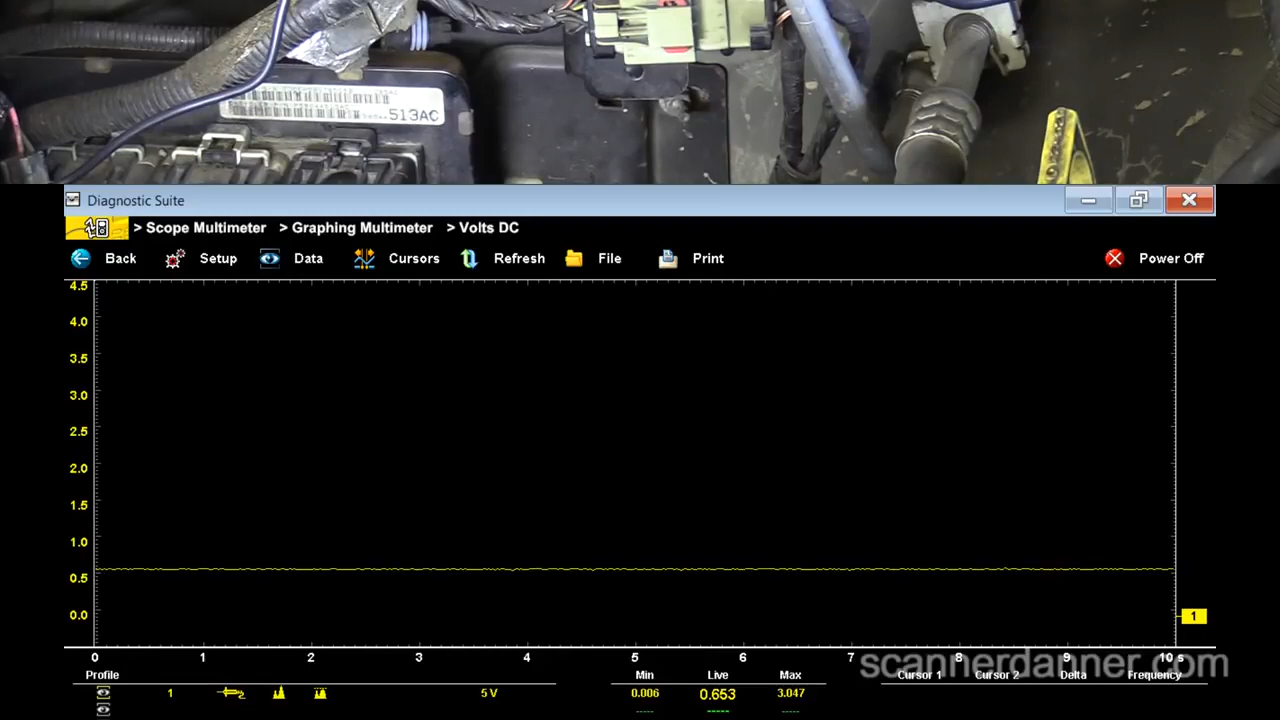 513AC
Diagnostic Suite
> Scope Multimeter > Graphing Multimeter > Volts DC
Back Setup Data Cursors Refresh File Print Power Off
4.5
4.0
3.5
3.0
2.5
2.0
1.5
1.0
0.5
0.0
1
0 1 2 3 4 5 6 7 8 9 10 s
scannerdanner.com
Profile Min Live Max Cursor 1 Cursor 2 Delta Frequency
1 5 V 0.006 0.653 3.047
----- ----- -----